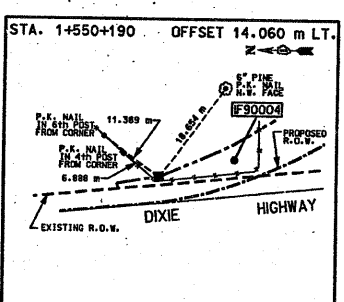 STA. 1+550+190 OFFSET 14.060 m LT.
N
6" PINE
P.K. NAIL
N.W. FACE
IF90004
P.K. NAIL
IN 6th POST
FROM CORNER
11.369 m
18.654 m
PROPOSED
R.O.W.
P.K. NAIL
IN 4th POST
FROM CORNER
6.888 m
DIXIE HIGHWAY
EXISTING R.O.W.